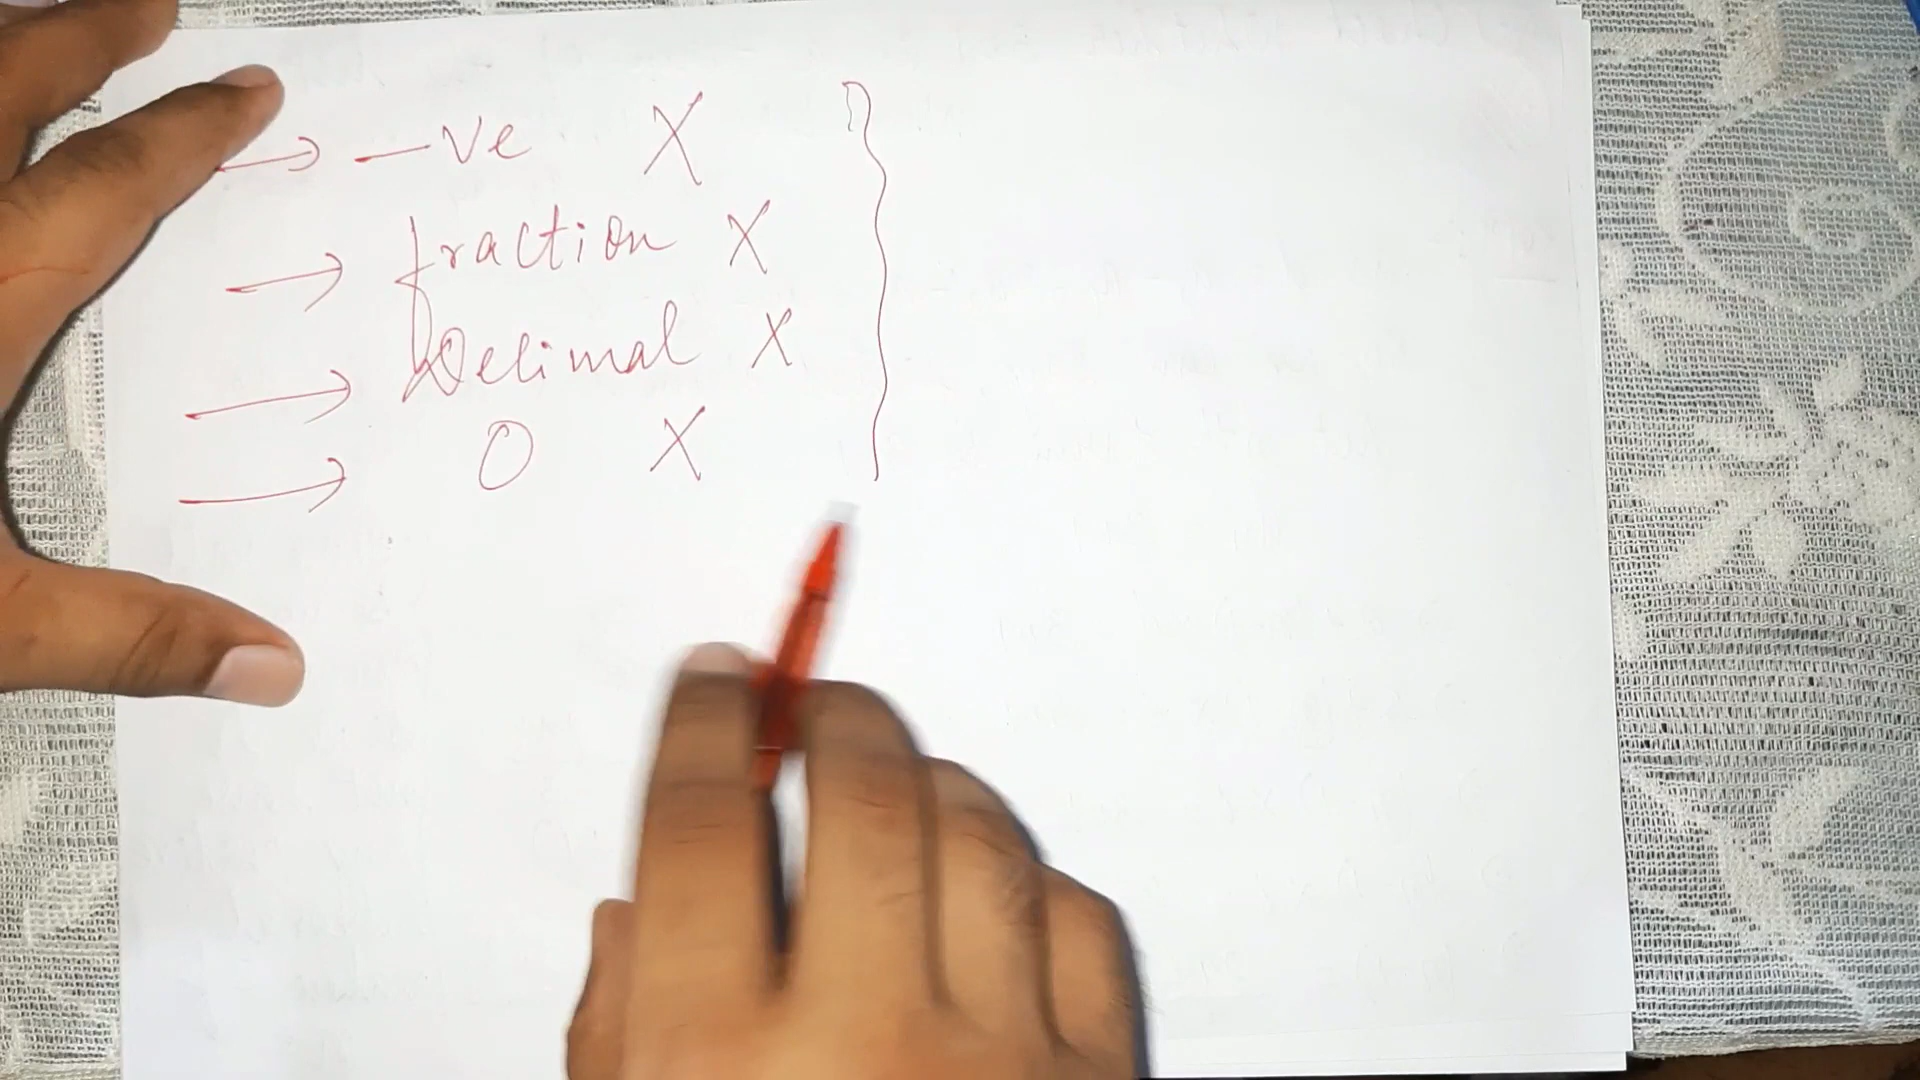 → -ve X
→ fraction X
→ Decimal X
→ 0 X